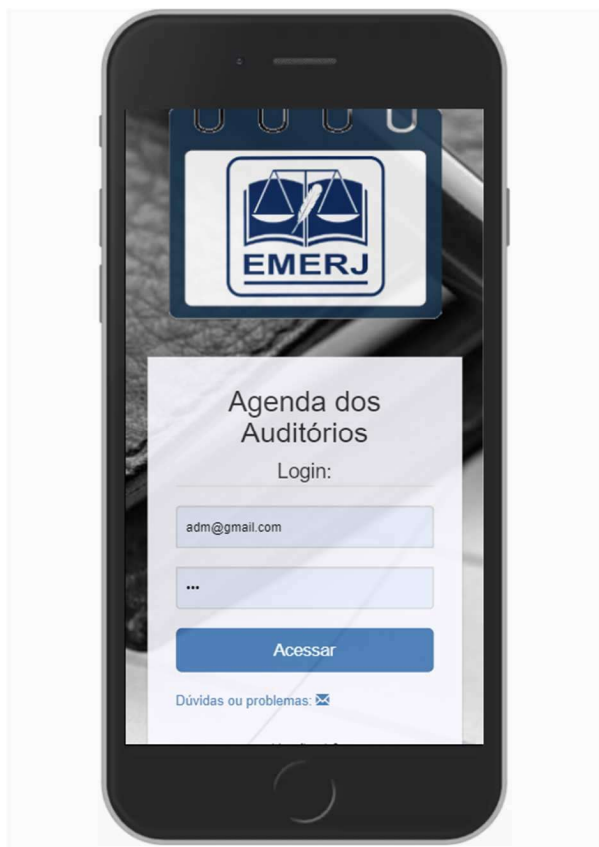 EMERJ
Agenda dos
Auditórios
Login:
adm@gmail.com
•••
Acessar
Dúvidas ou problemas: